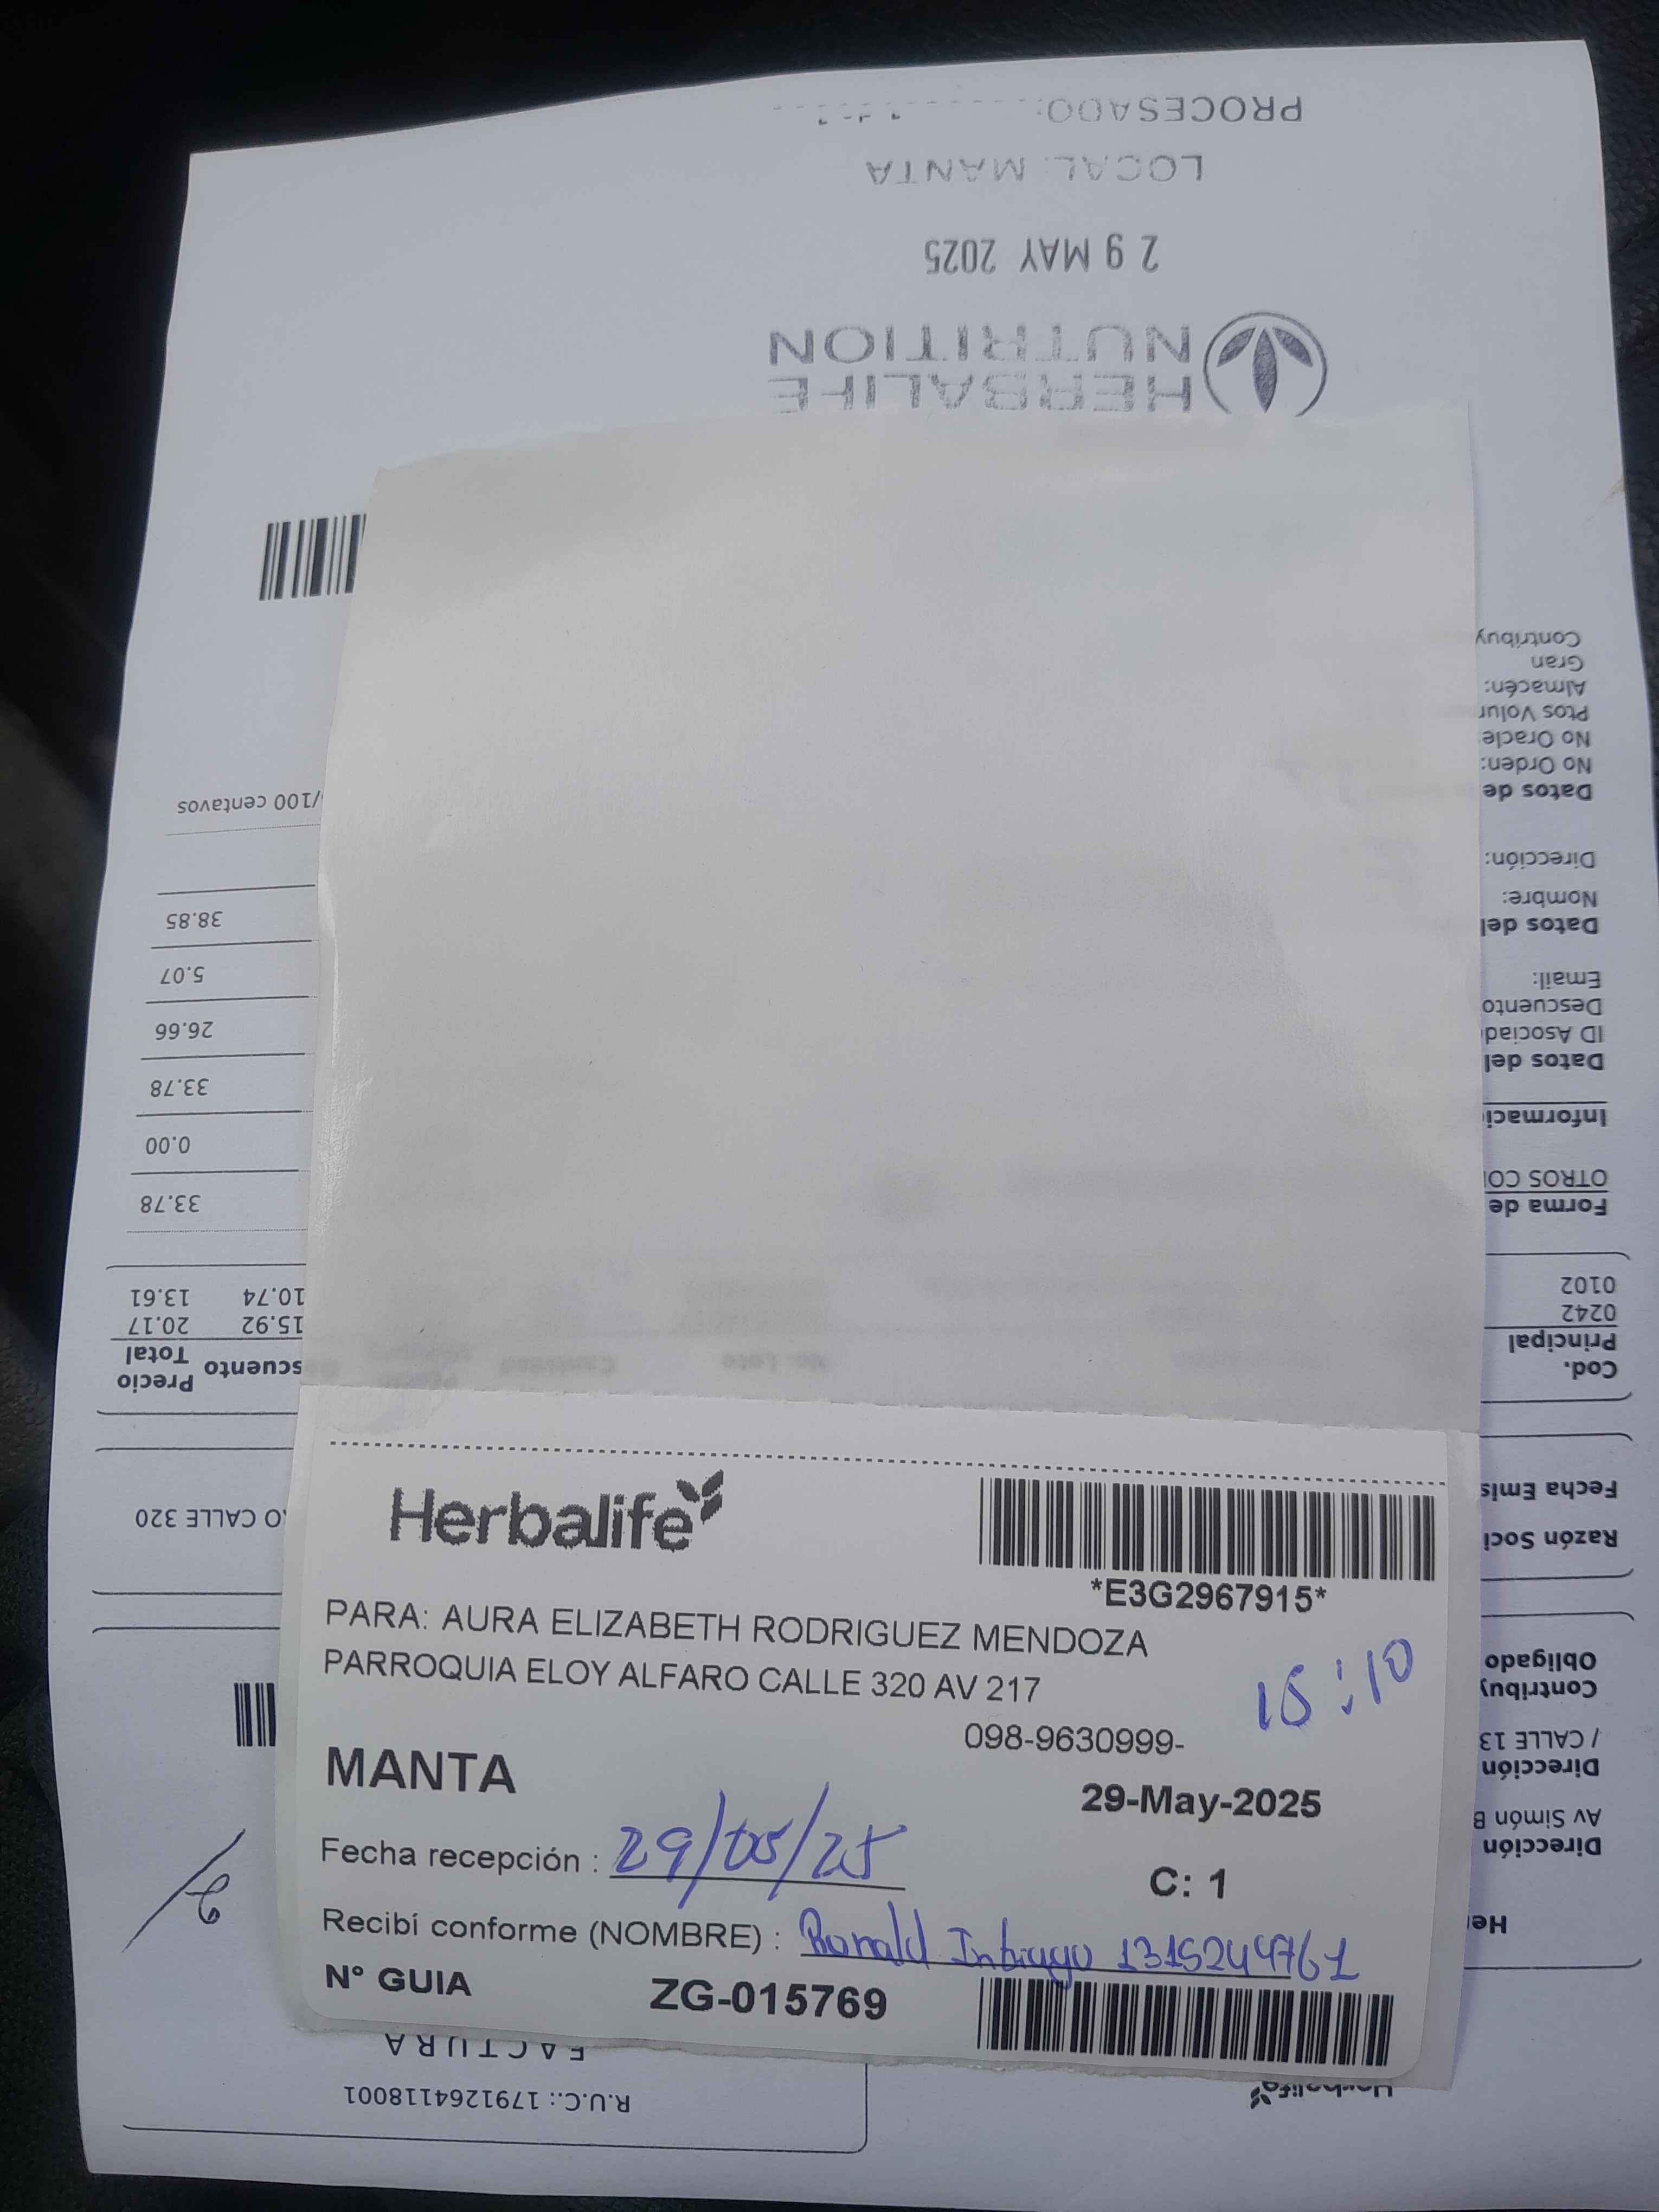 Herbalife
*E3G2967915*
PARA: AURA ELIZABETH RODRIGUEZ MENDOZA
PARROQUIA ELOY ALFARO CALLE 320 AV 217
15:10
098-9630999-
MANTA
29-May-2025
Fecha recepción : 29/05/25
C: 1
Recibí conforme (NOMBRE) : Ronald Intriago 1315244761
N° GUIA ZG-015769
Herbalife
R.U.C.: 1791264118001
FACTURA
Her
Dirección
Av Simón B
Dirección
/ CALLE 13
Contribuy
Obligado
Razón Soci
O CALLE 320
Fecha Emis
Cod.
Principal
scuento
Precio
Total
0242 15.92 20.17
0102 10.74 13.61
Forma de
OTROS CO
33.78
0.00
33.78
26.66
5.07
38.85
/100 centavos
Informaci
Datos del
ID Asociad
Descuento
Email:
Datos del
Nombre:
Dirección:
Datos de
No Orden:
No Oracle
Ptos Volum
Almacén:
Gran
Contribuy
HERBALIFE
NUTRITION
29 MAY 2025
LOCAL MANTA
PROCESADO: